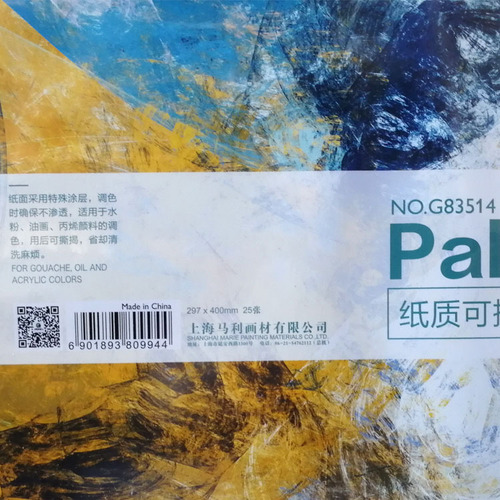 纸面采用特殊涂层，调色
时确保不渗透，适用于水
粉、油画、丙烯颜料的调
色，用后可撕揭，省却清
洗麻烦。
FOR GOUACHE, OIL AND
ACRYLIC COLORS
NO.G83514
Pal
纸质可撕
Made in China
6 901893 809944
297 x 400mm 25张
上海马利画材有限公司
SHANGHAI MARIE PAINTING MATERIALS CO.,LTD.